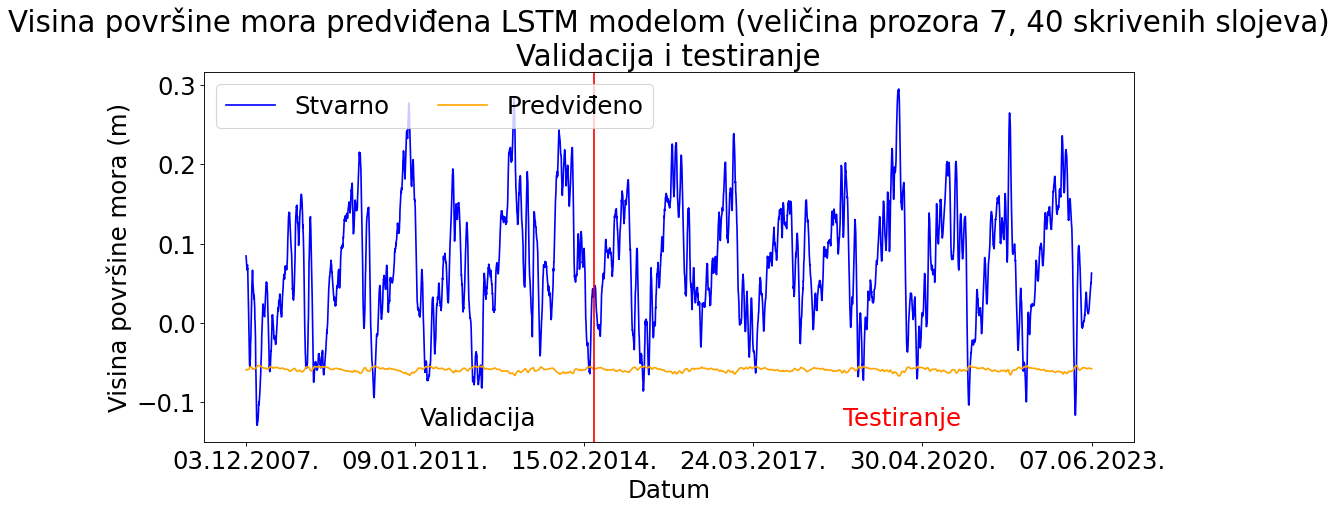 Visina površine mora predviđena LSTM modelom (veličina prozora 7, 40 skrivenih slojeva)
Validacija i testiranje
Stvarno
Predviđeno
Visina površine mora (m)
0.3
0.2
0.1
0.0
−0.1
Validacija
Testiranje
03.12.2007.
09.01.2011.
15.02.2014.
24.03.2017.
30.04.2020.
07.06.2023.
Datum